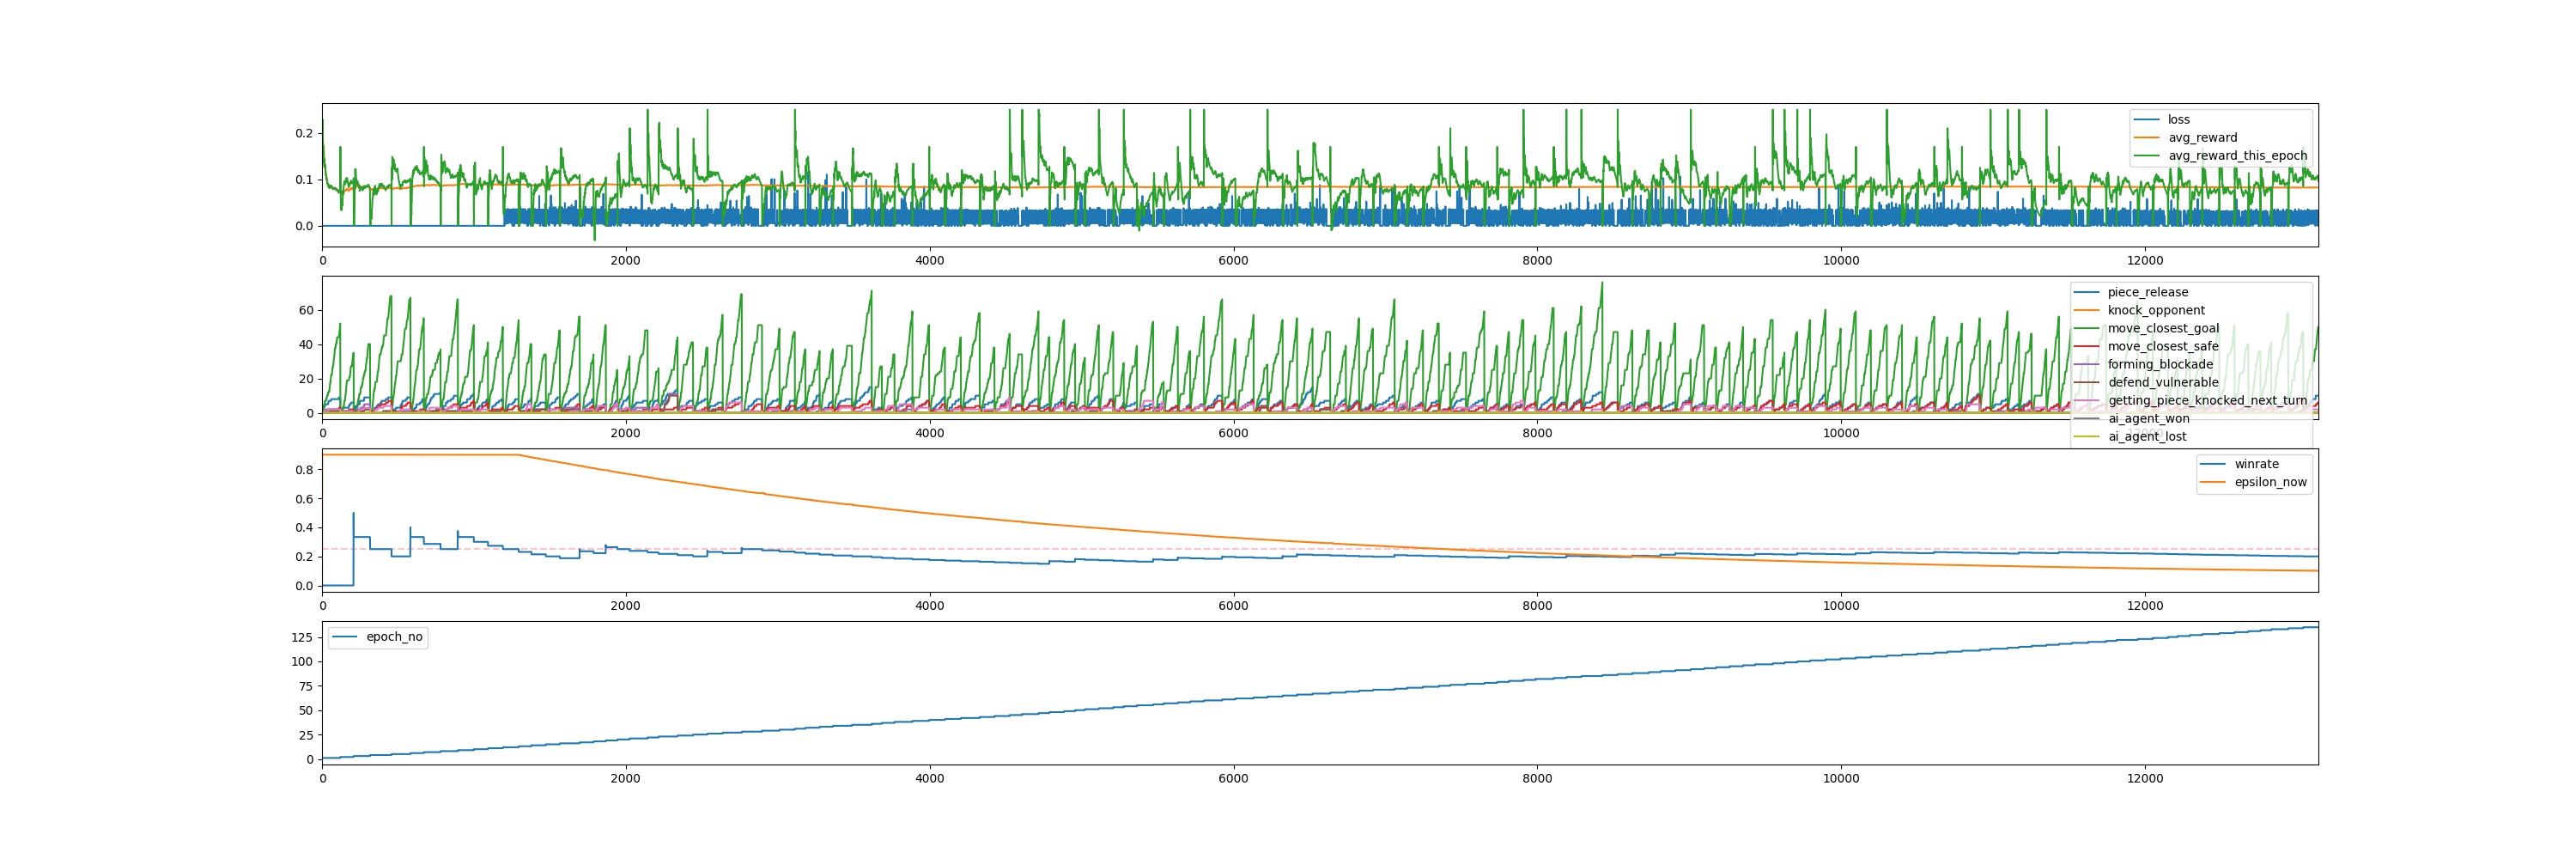 0.2
0.1
0.0
loss
avg_reward
avg_reward_this_epoch
0 2000 4000 6000 8000 10000 12000
60
40
20
0
piece_release
knock_opponent
move_closest_goal
move_closest_safe
forming_blockade
defend_vulnerable
getting_piece_knocked_next_turn
ai_agent_won
ai_agent_lost
0 2000 4000 6000 8000 10000 12000
0.8
0.6
0.4
0.2
0.0
winrate
epsilon_now
0 2000 4000 6000 8000 10000 12000
125
100
75
50
25
0
epoch_no
0 2000 4000 6000 8000 10000 12000